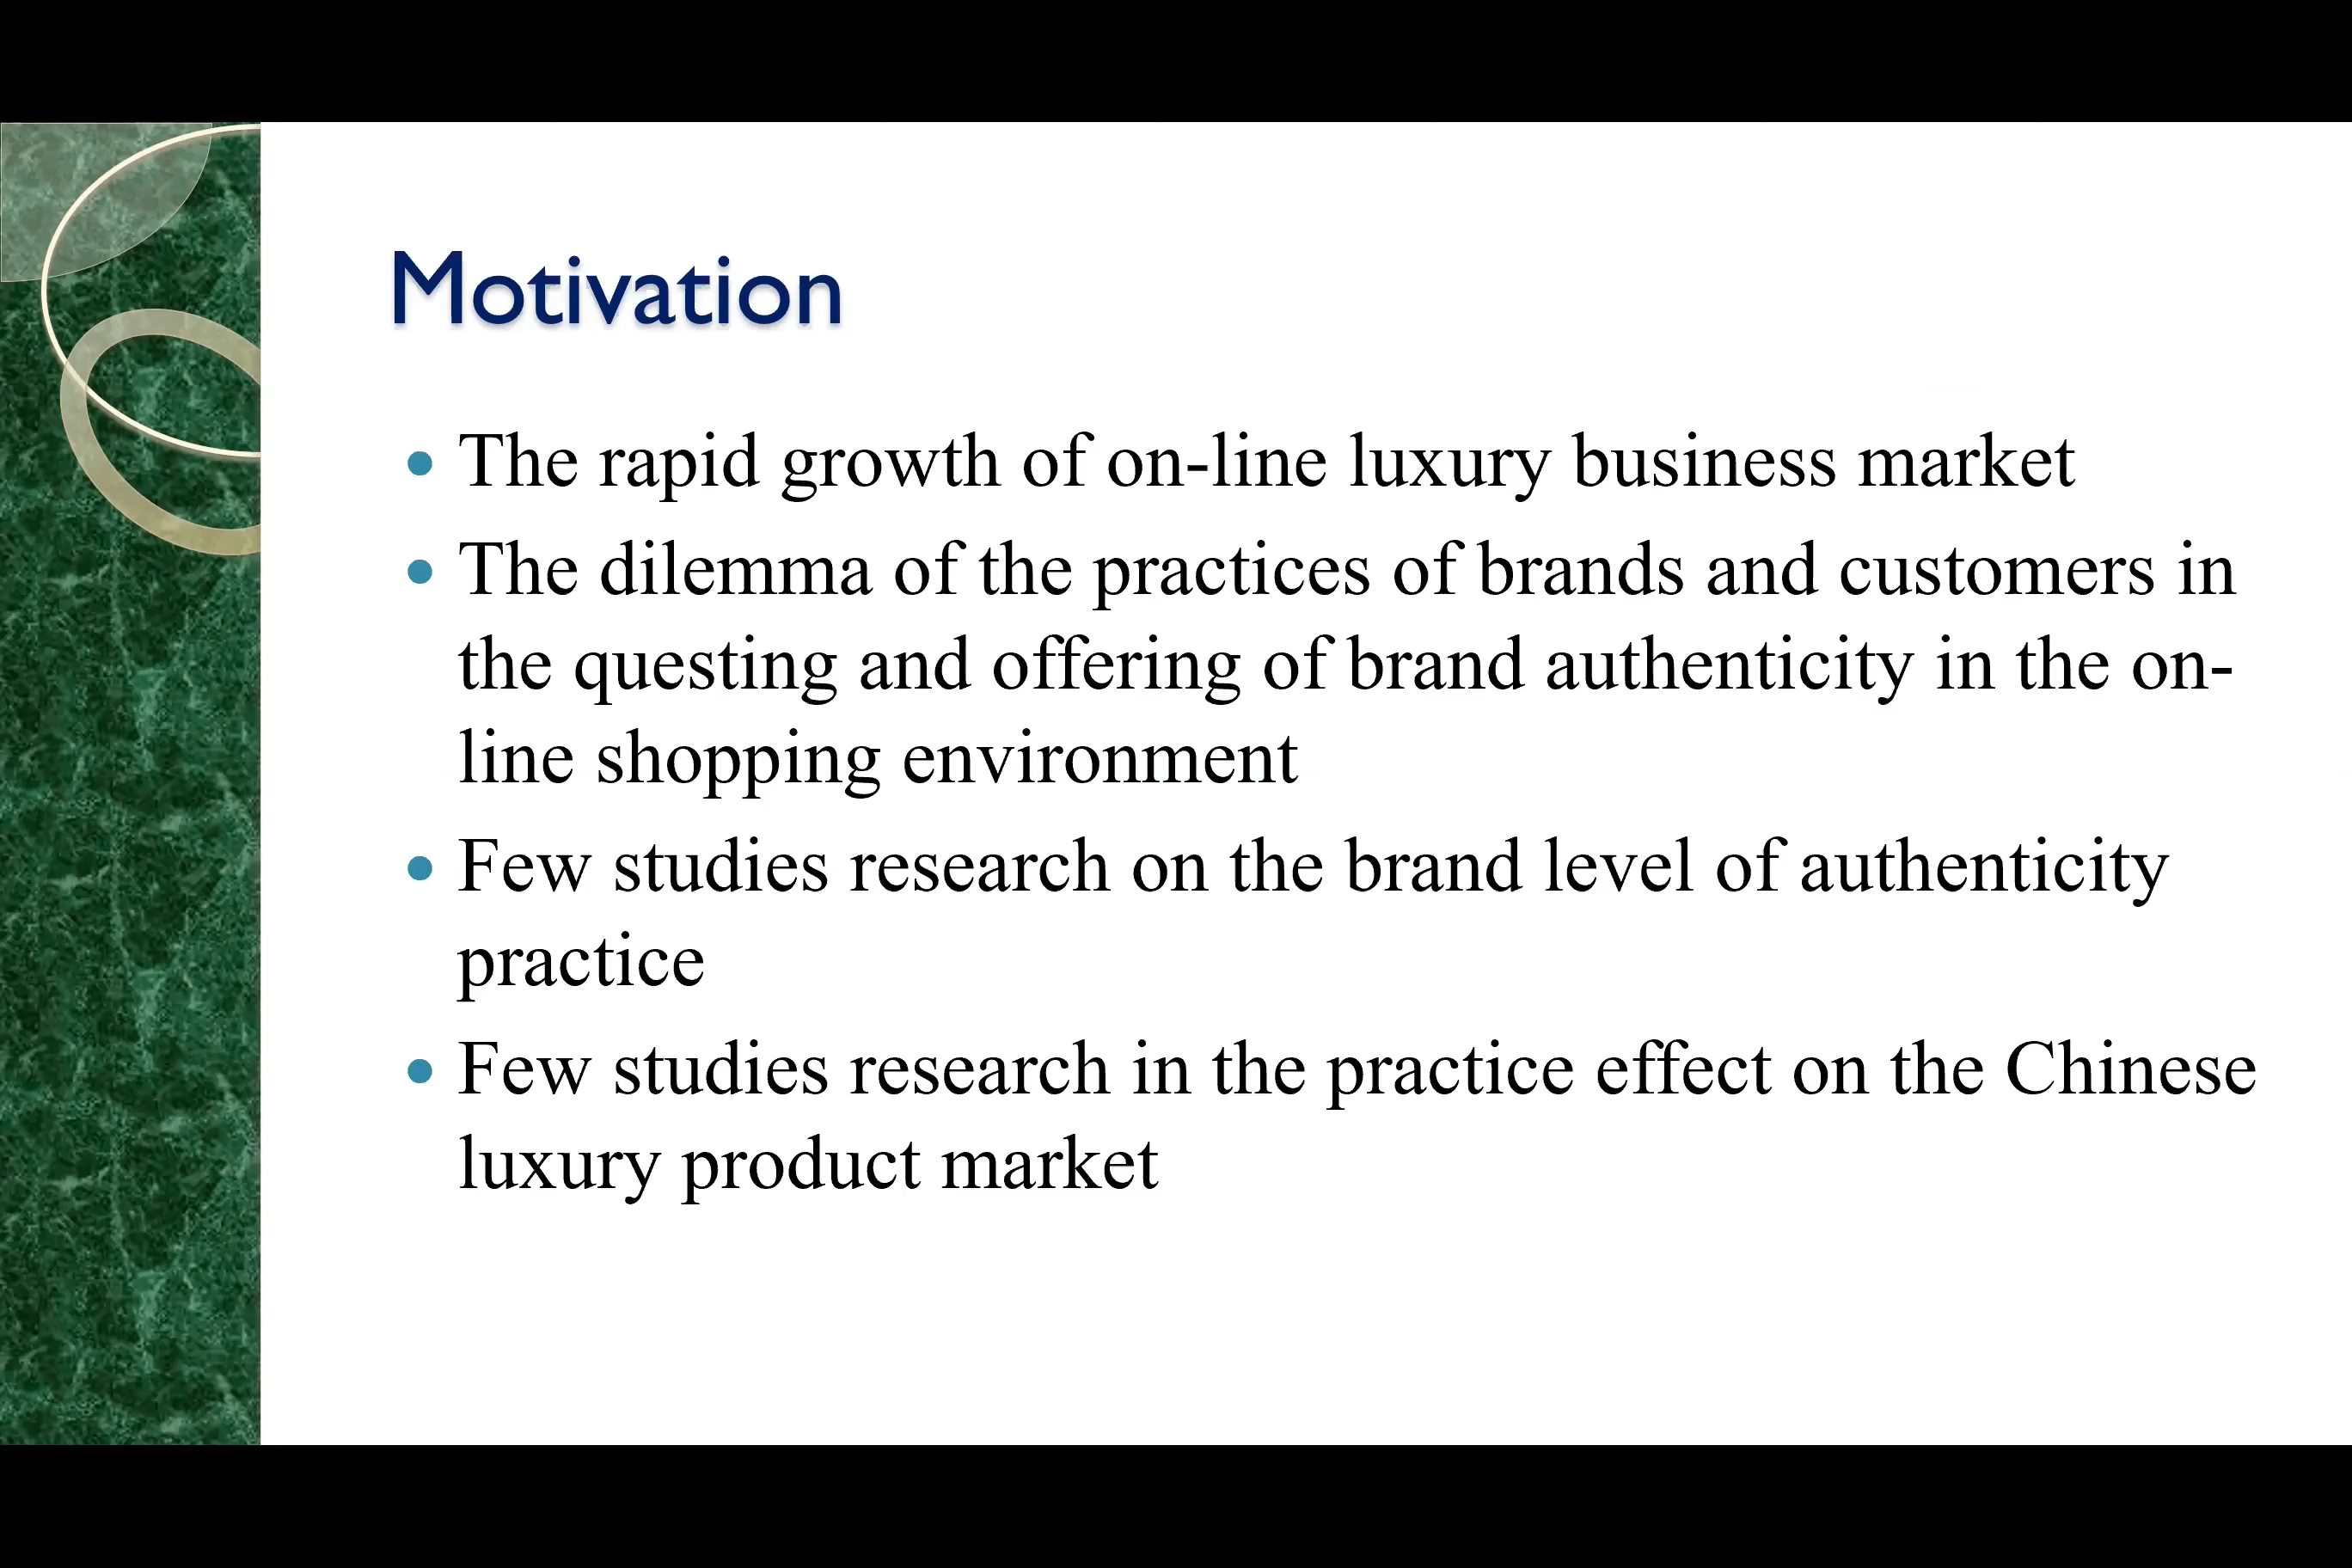 Motivation
• The rapid growth of on-line luxury business market
• The dilemma of the practices of brands and customers in
the questing and offering of brand authenticity in the on-
line shopping environment
• Few studies research on the brand level of authenticity
practice
• Few studies research in the practice effect on the Chinese
luxury product market